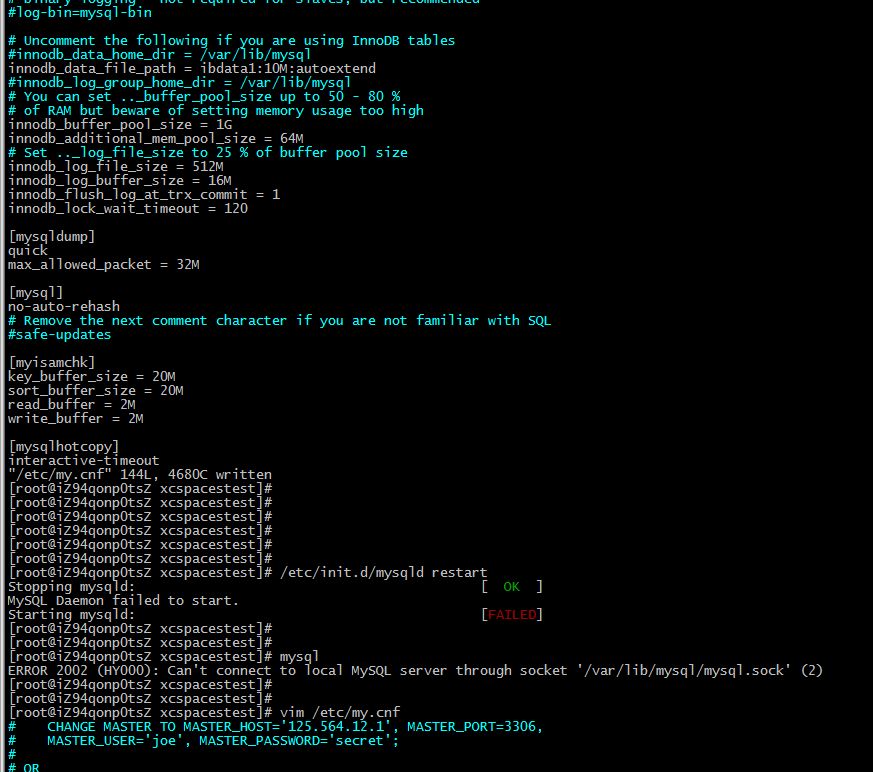 # binary logging - not required for slaves, but recommended
#log-bin=mysql-bin
# Uncomment the following if you are using InnoDB tables
#innodb_data_home_dir = /var/lib/mysql
innodb_data_file_path = ibdata1:10M:autoextend
#innodb_log_group_home_dir = /var/lib/mysql
# You can set .._buffer_pool_size up to 50 - 80 %
# of RAM but beware of setting memory usage too high
innodb_buffer_pool_size = 1G
innodb_additional_mem_pool_size = 64M
# Set .._log_file_size to 25 % of buffer pool size
innodb_log_file_size = 512M
innodb_log_buffer_size = 16M
innodb_flush_log_at_trx_commit = 1
innodb_lock_wait_timeout = 120
[mysqldump]
quick
max_allowed_packet = 32M
[mysql]
no-auto-rehash
# Remove the next comment character if you are not familiar with SQL
#safe-updates
[myisamchk]
key_buffer_size = 20M
sort_buffer_size = 20M
read_buffer = 2M
write_buffer = 2M
[mysqlhotcopy]
interactive-timeout
"/etc/my.cnf" 144L, 4680C written
[root@iZ94qonp0tsZ xcspacestest]#
[root@iZ94qonp0tsZ xcspacestest]#
[root@iZ94qonp0tsZ xcspacestest]#
[root@iZ94qonp0tsZ xcspacestest]#
[root@iZ94qonp0tsZ xcspacestest]#
[root@iZ94qonp0tsZ xcspacestest]#
[root@iZ94qonp0tsZ xcspacestest]# /etc/init.d/mysqld restart
Stopping mysqld: [ OK ]
MySQL Daemon failed to start.
Starting mysqld: [FAILED]
[root@iZ94qonp0tsZ xcspacestest]#
[root@iZ94qonp0tsZ xcspacestest]#
[root@iZ94qonp0tsZ xcspacestest]# mysql
ERROR 2002 (HY000): Can't connect to local MySQL server through socket '/var/lib/mysql/mysql.sock' (2)
[root@iZ94qonp0tsZ xcspacestest]#
[root@iZ94qonp0tsZ xcspacestest]#
[root@iZ94qonp0tsZ xcspacestest]# vim /etc/my.cnf
# CHANGE MASTER TO MASTER_HOST='125.564.12.1', MASTER_PORT=3306,
# MASTER_USER='joe', MASTER_PASSWORD='secret';
#
# OR